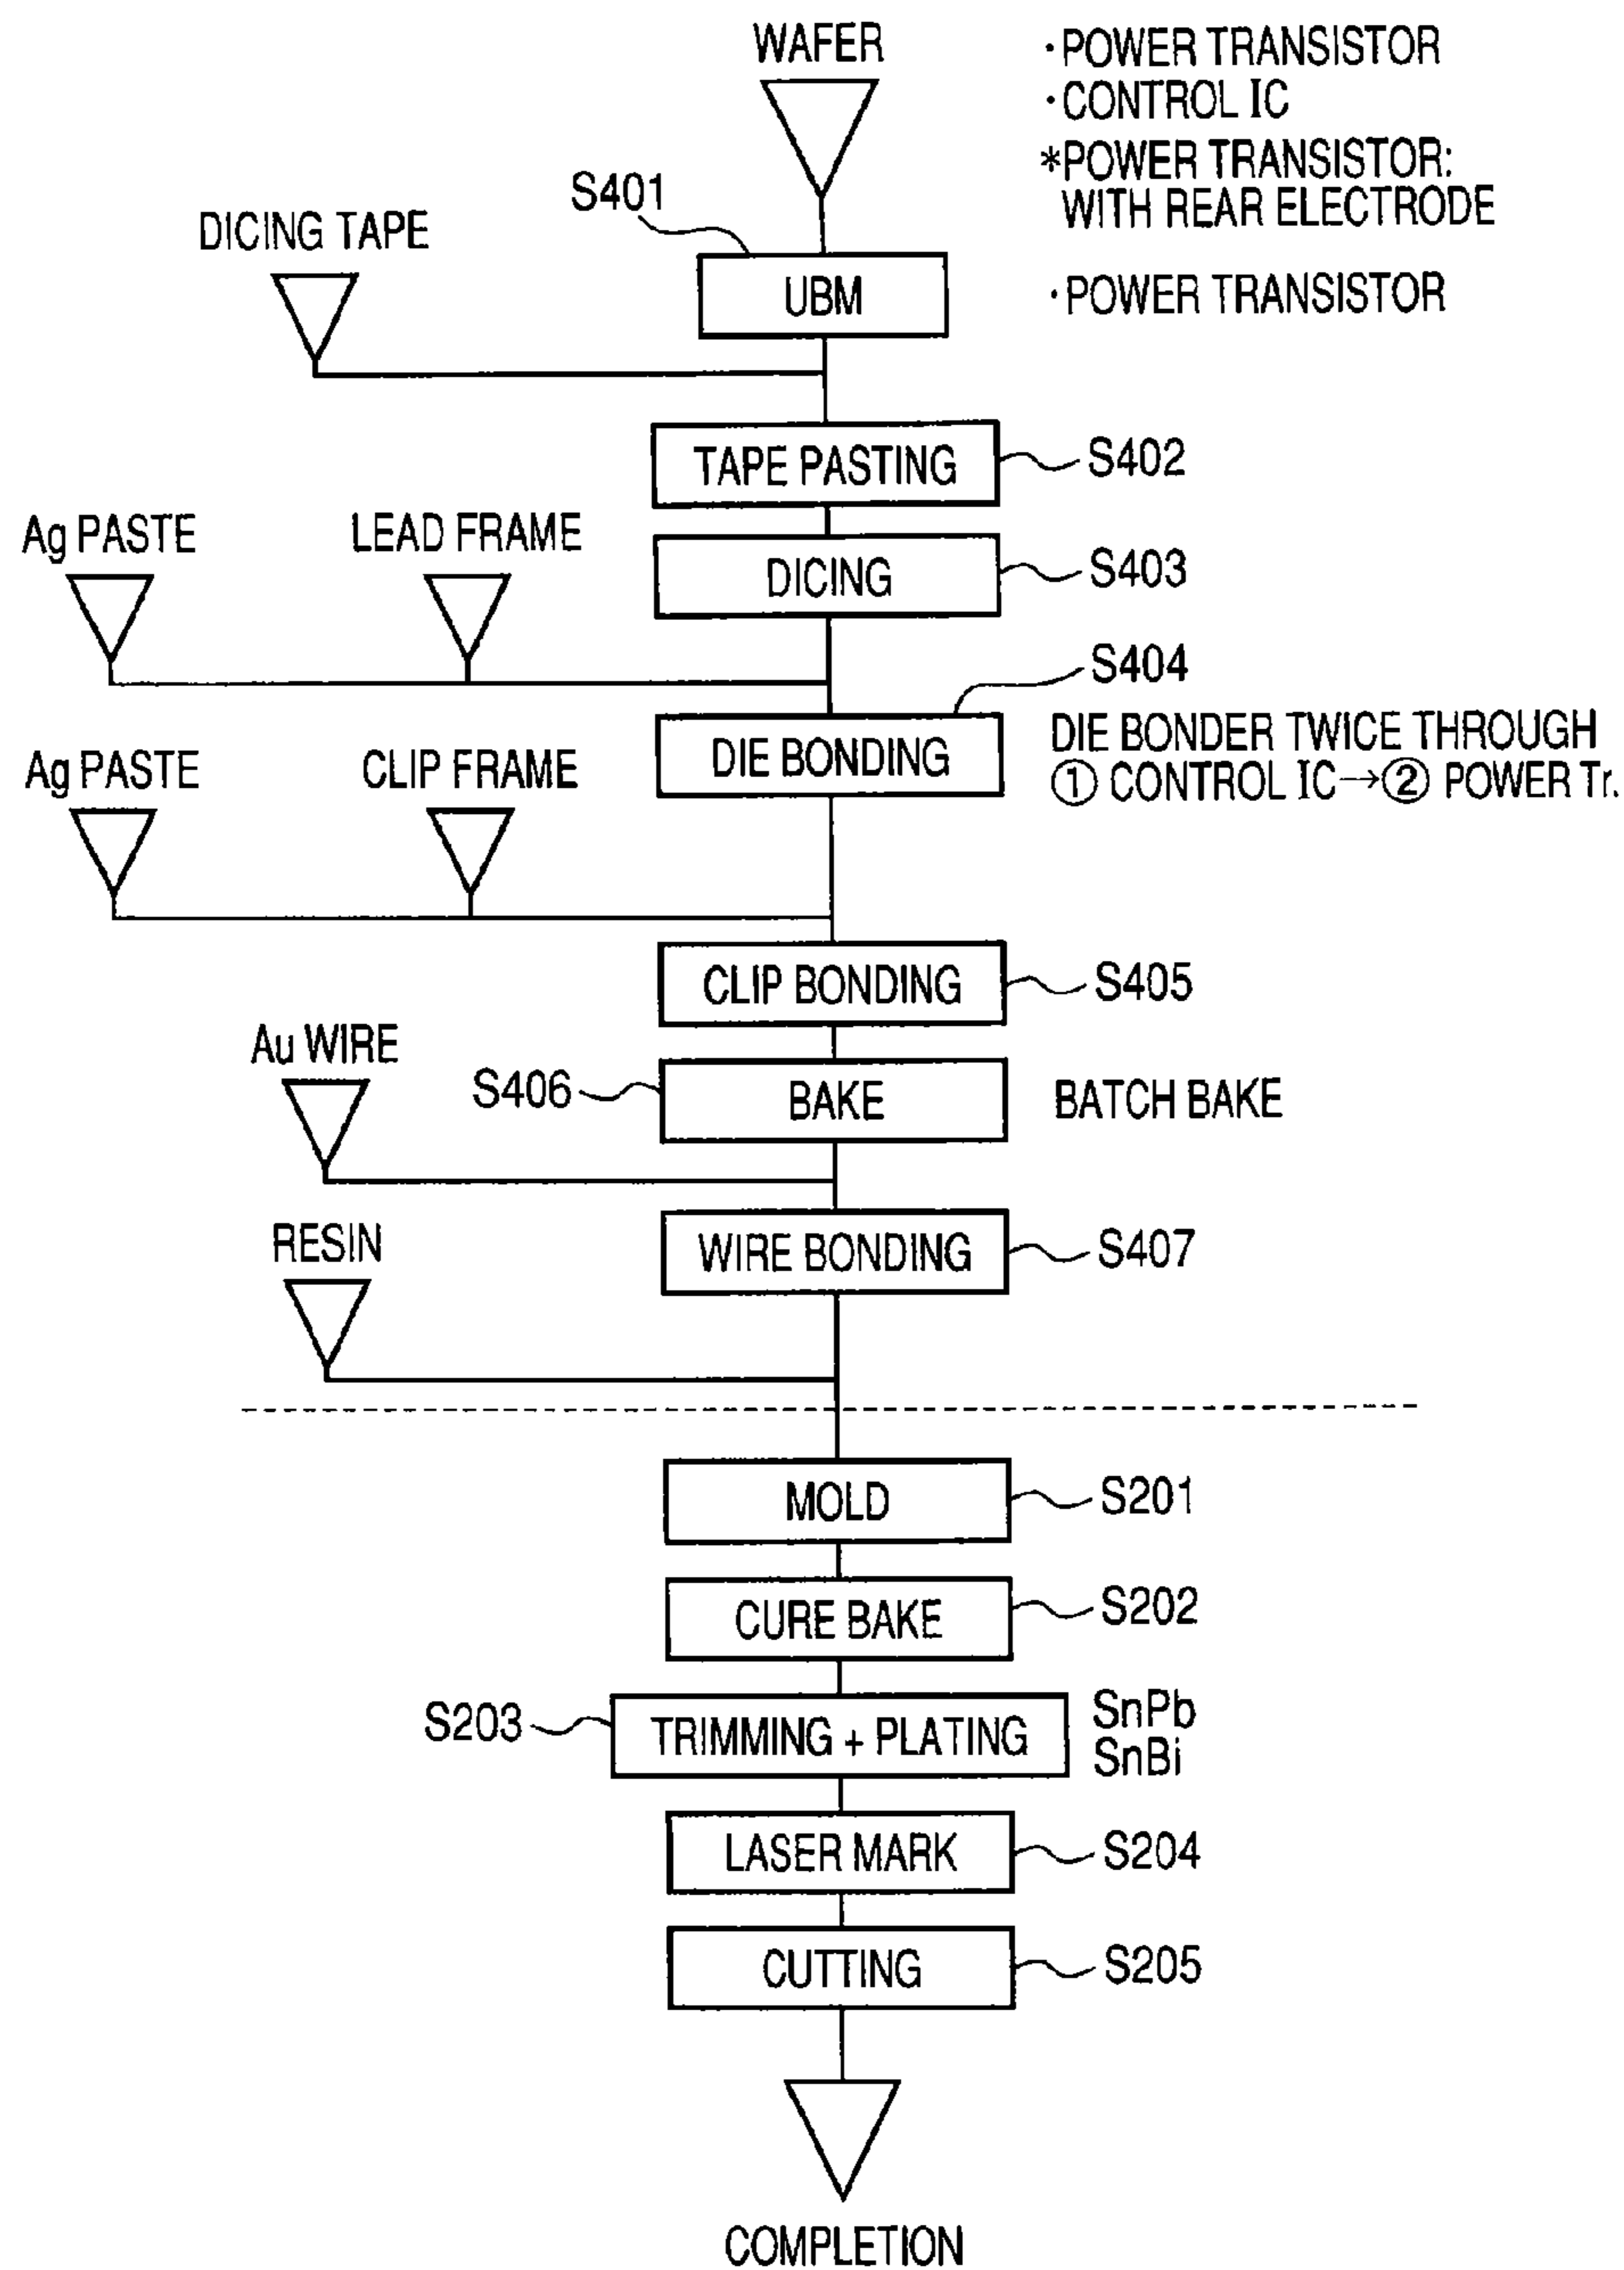 WAFER
·POWER TRANSISTOR
·CONTROL IC
*POWER TRANSISTOR:
WITH REAR ELECTRODE
S401
DICING TAPE
UBM
·POWER TRANSISTOR
TAPE PASTING
S402
Ag PASTE
LEAD FRAME
DICING
S403
S404
DIE BONDING
DIE BONDER TWICE THROUGH
① CONTROL IC→② POWER Tr.
Ag PASTE
CLIP FRAME
CLIP BONDING
S405
Au WIRE
S406
BAKE
BATCH BAKE
RESIN
WIRE BONDING
S407
MOLD
S201
CURE BAKE
S202
S203
TRIMMING + PLATING
SnPb
SnBi
LASER MARK
S204
CUTTING
S205
COMPLETION